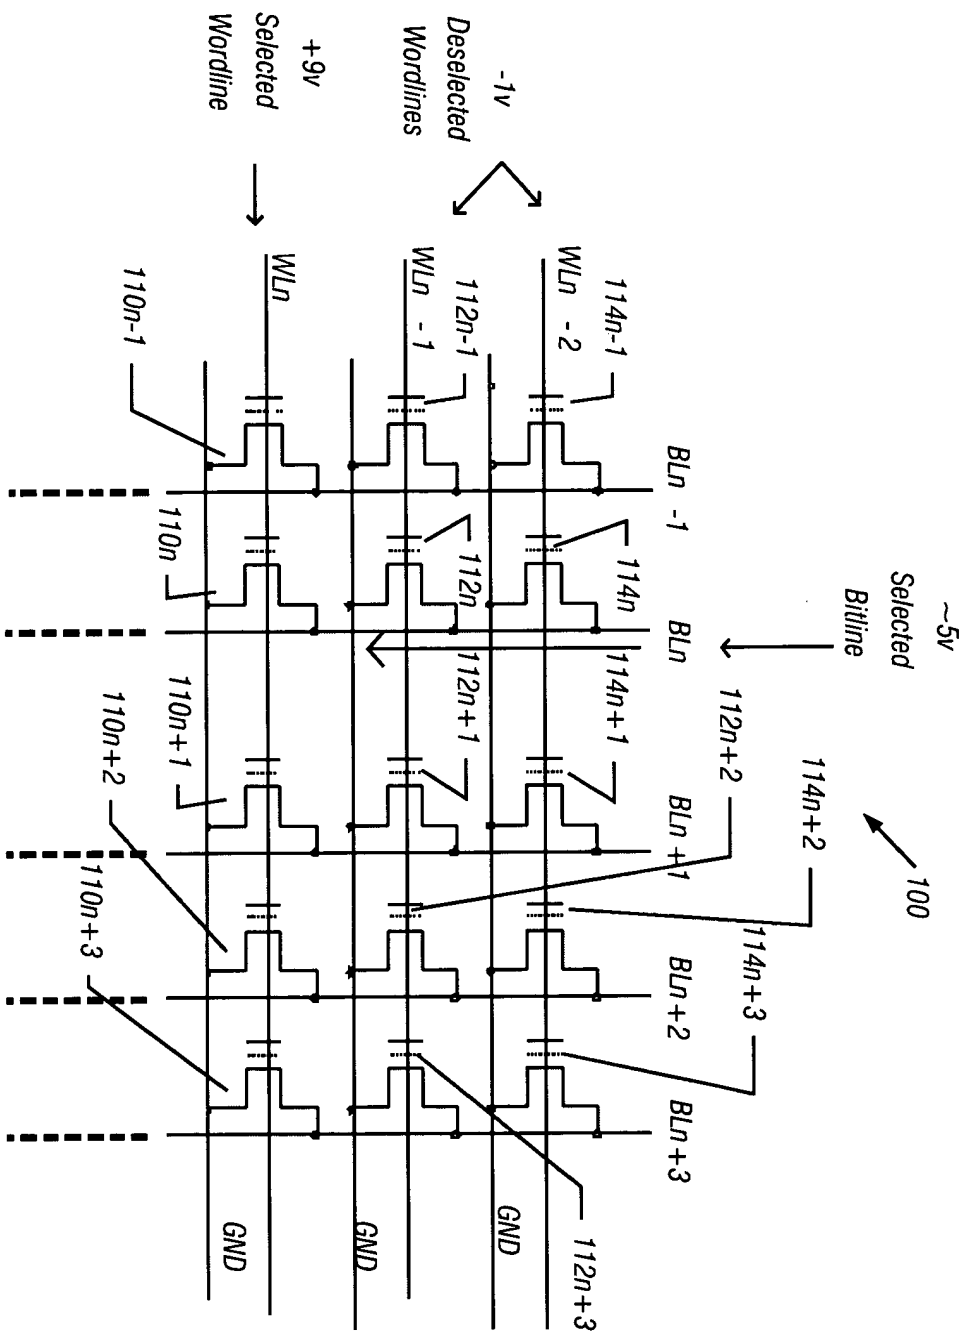 ~5v
Selected
Bitline
100
-1v
Deselected
Wordlines
+9v
Selected
Wordline
BLn -1
BLn
BLn +1
BLn+2
BLn+3
WLn -2
114n-1
114n
114n+1
114n+2
114n+3
GND
WLn -1
112n-1
112n
112n+1
112n+2
112n+3
GND
WLn
110n-1
110n
110n+1
110n+2
110n+3
GND